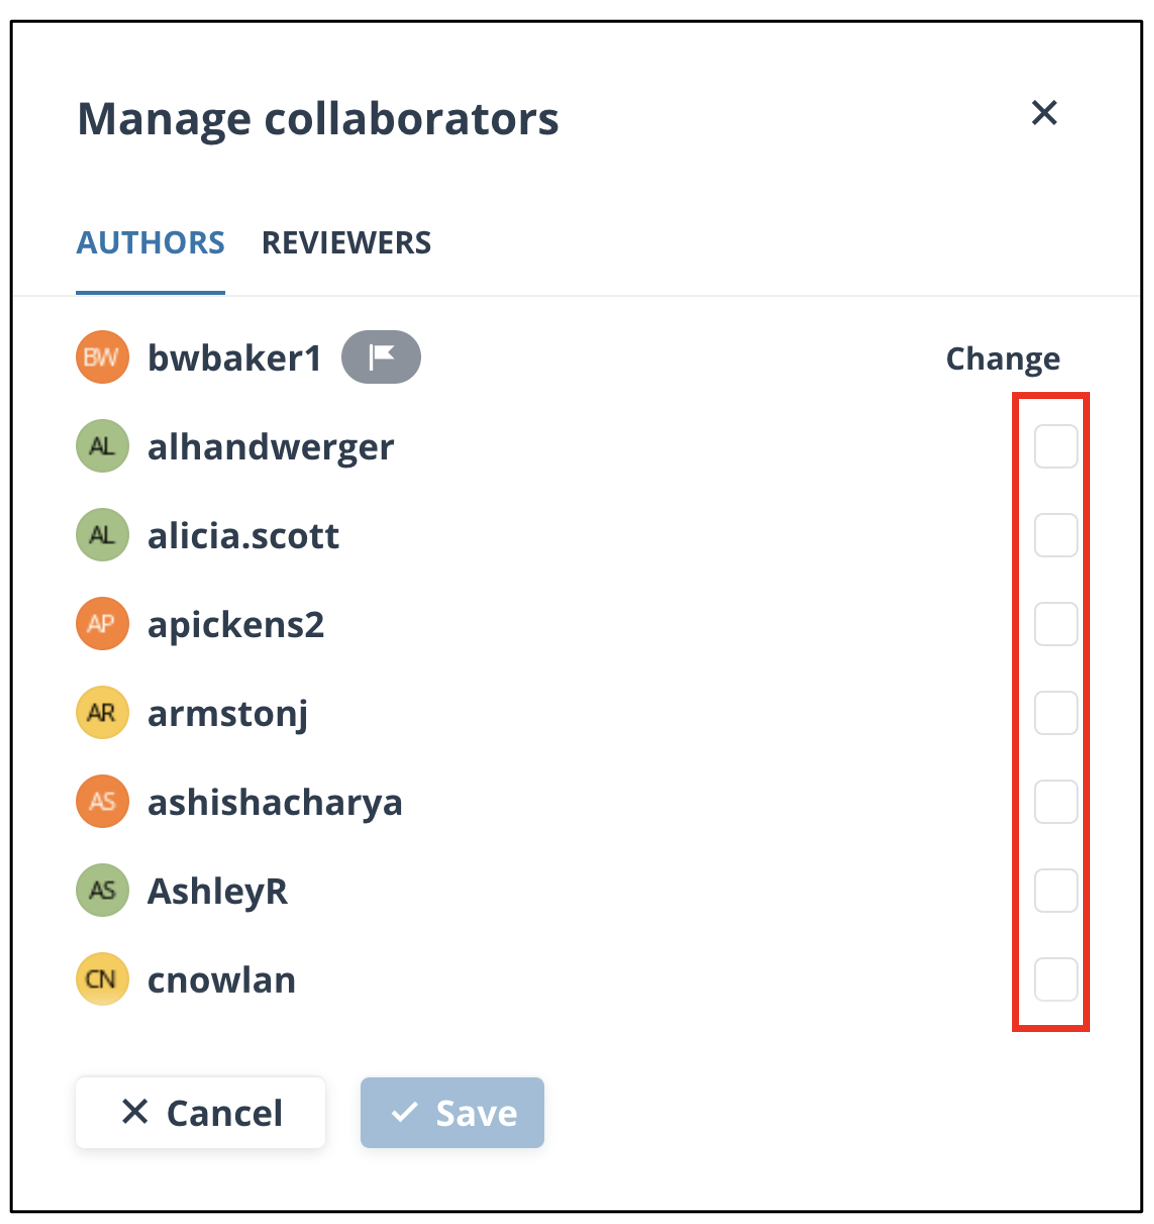 Manage collaborators
AUTHORS REVIEWERS
BW bwbaker1 Change
AL alhandwerger
AL alicia.scott
AP apickens2
AR armstonj
AS ashishacharya
AS AshleyR
CN cnowlan
Cancel Save